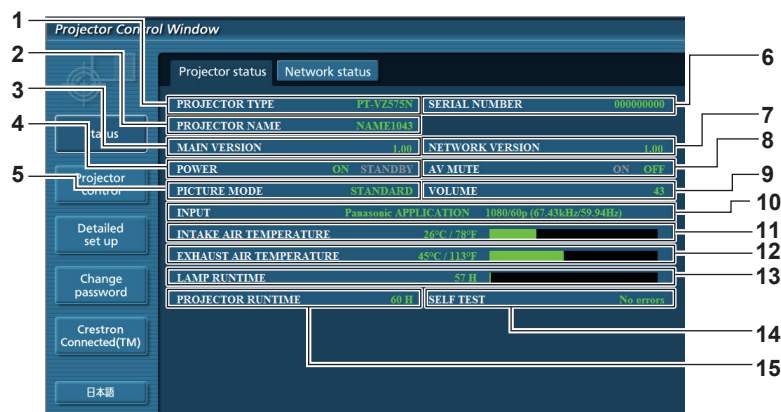 Projector Control Window
Projector status Network status
1
2
3
4
5
6
7
8
9
10
11
12
13
14
15
PROJECTOR TYPE PT-VZ575N SERIAL NUMBER 000000000
PROJECTOR NAME NAME1043
MAIN VERSION 1.00 NETWORK VERSION 1.00
POWER ON STANDBY AV MUTE ON OFF
PICTURE MODE STANDARD VOLUME 43
INPUT Panasonic APPLICATION 1080/60p (67.43kHz/59.94Hz)
INTAKE AIR TEMPERATURE 26°C / 78°F
EXHAUST AIR TEMPERATURE 45°C / 113°F
LAMP RUNTIME 57 H
PROJECTOR RUNTIME 60 H SELF TEST No errors
Status
Projector
control
Detailed
set up
Change
password
Crestron
Connected(TM)
日本語